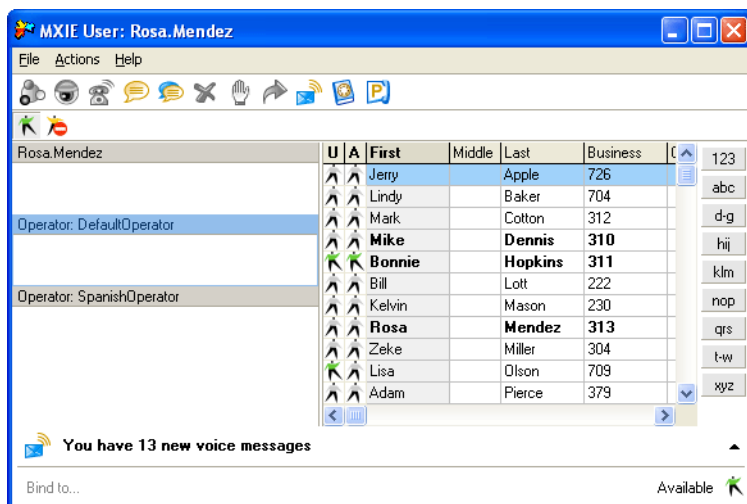 MXIE User: Rosa.Mendez
File Actions Help
Rosa.Mendez
Operator: DefaultOperator
Operator: SpanishOperator
U A First Middle Last Business
Jerry Apple 726
Lindy Baker 704
Mark Cotton 312
Mike Dennis 310
Bonnie Hopkins 311
Bill Lott 222
Kelvin Mason 230
Rosa Mendez 313
Zeke Miller 304
Lisa Olson 709
Adam Pierce 379
123
abc
d-g
hij
klm
nop
qrs
t-w
xyz
You have 13 new voice messages
Bind to... Available